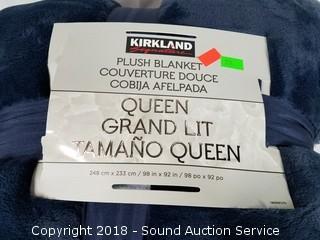 KIRKLAND
Signature
PLUSH BLANKET
COUVERTURE DOUCE
COBIJA AFELPADA
QUEEN
GRAND LIT
TAMAÑO QUEEN
248 cm x 233 cm / 98 in x 92 in / 98 po x 92 po
Copyright 2018 - Sound Auction Service